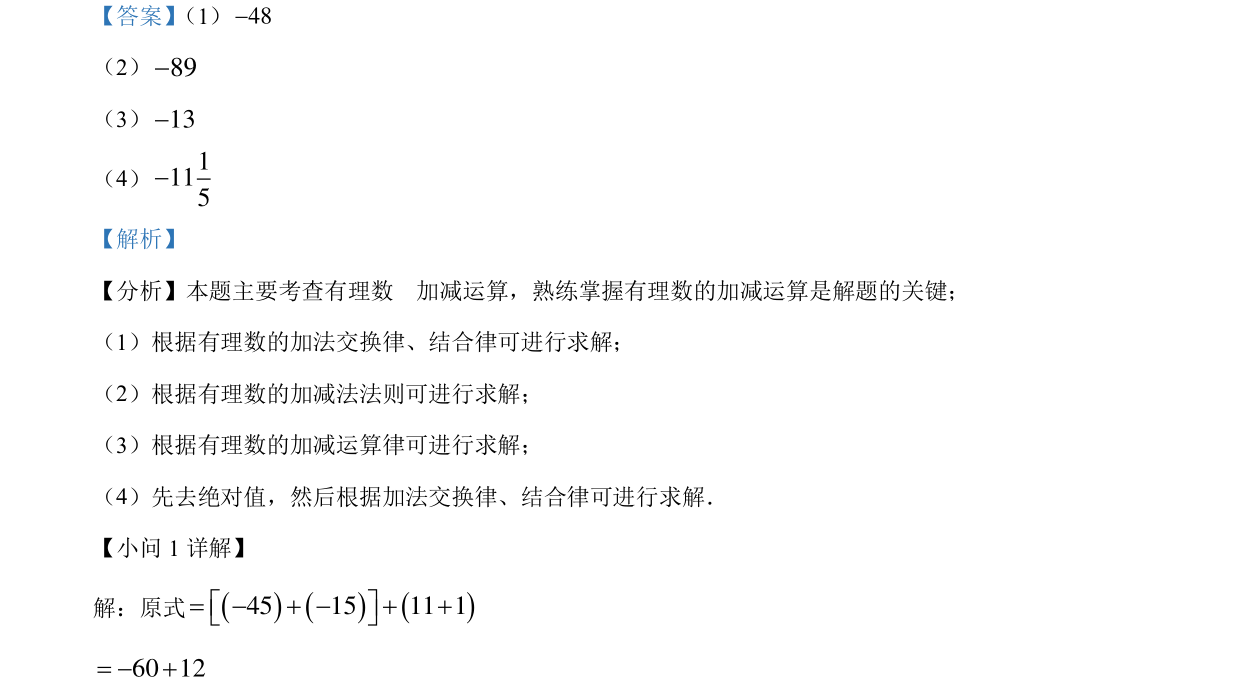 【答案】（1）−48
（2）−89
（3）−13
（4）−11 1/5
【解析】
【分析】本题主要考查有理数 加减运算，熟练掌握有理数的加减运算是解题的关键；
（1）根据有理数的加法交换律、结合律可进行求解；
（2）根据有理数的加减法法则可进行求解；
（3）根据有理数的加减运算律可进行求解；
（4）先去绝对值，然后根据加法交换律、结合律可进行求解．
【小问 1 详解】
解：原式=[(−45)+(−15)]+(11+1)
=−60+12